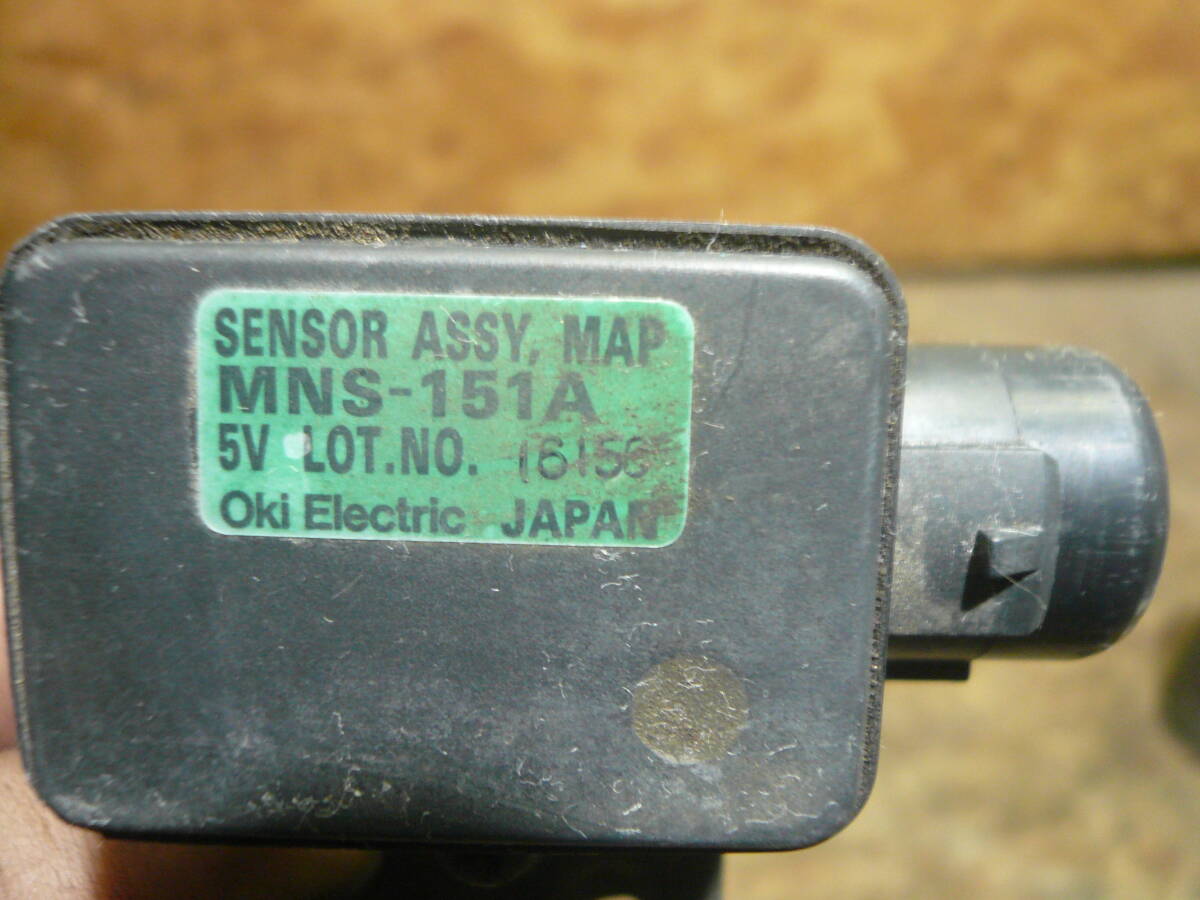 SENSOR ASSY, MAP
MNS-151A
5V LOT.NO. 16156
Oki Electric JAPAN